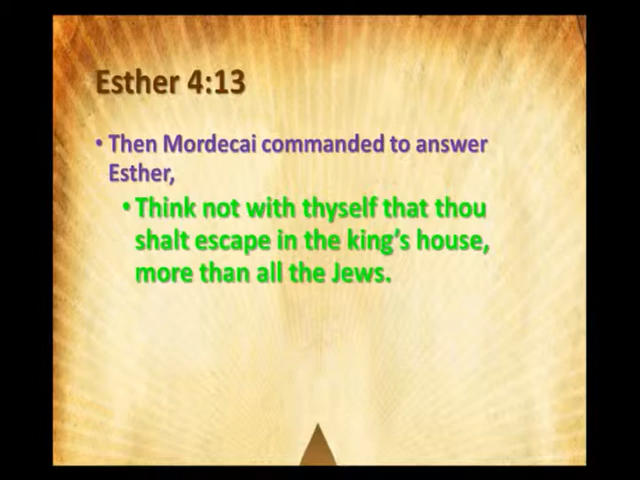 Esther 4:13
• Then Mordecai commanded to answer
Esther,
• Think not with thyself that thou
shalt escape in the king's house,
more than all the Jews.